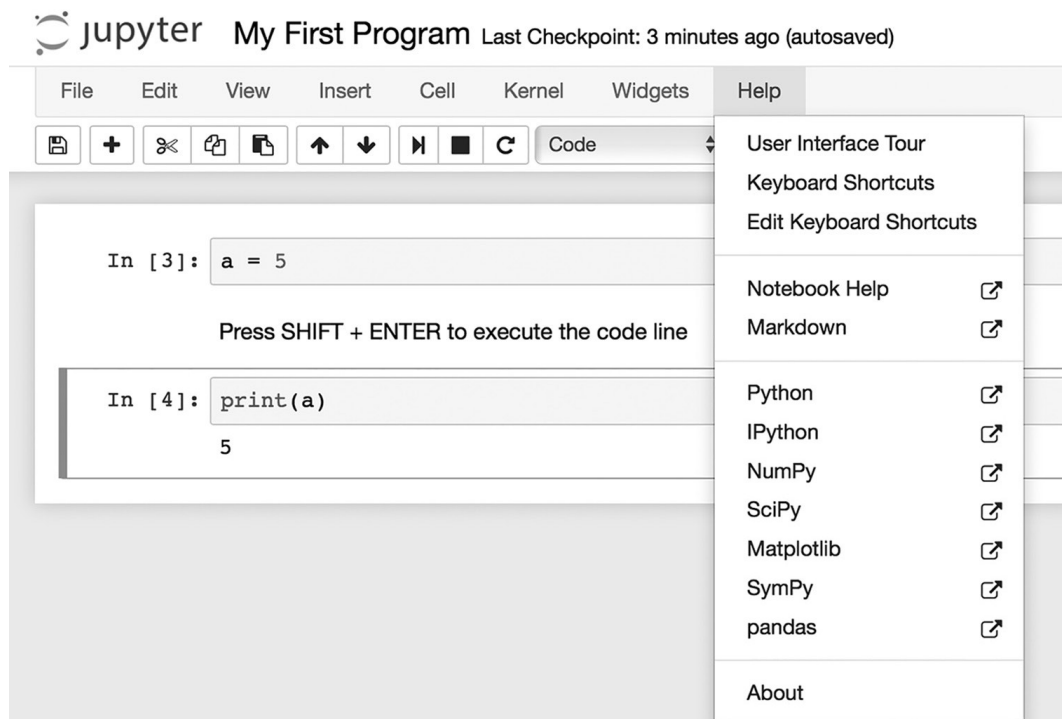 jupyter My First Program Last Checkpoint: 3 minutes ago (autosaved)
File Edit View Insert Cell Kernel Widgets Help
Code
User Interface Tour
Keyboard Shortcuts
Edit Keyboard Shortcuts
Notebook Help
Markdown
Python
IPython
NumPy
SciPy
Matplotlib
SymPy
pandas
About
In [3]: a = 5
Press SHIFT + ENTER to execute the code line
In [4]: print(a)
5